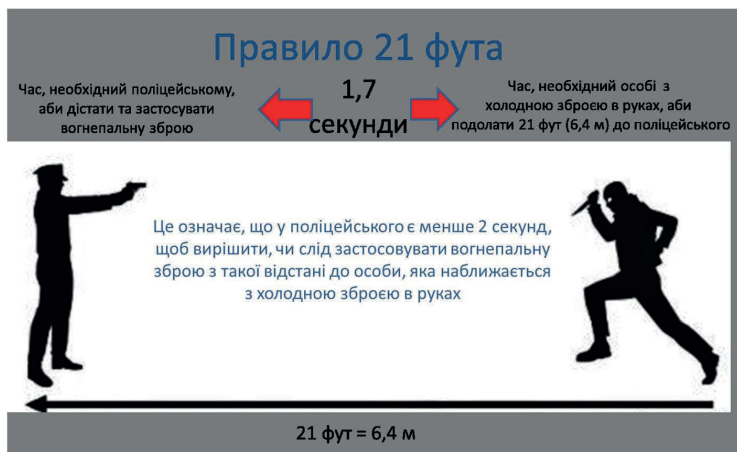 Правило 21 фута
Час, необхідний поліцейському,
аби дістати та застосувати
вогнепальну зброю
1,7
секунди
Час, необхідний особі з
холодною зброєю в руках, аби
подолати 21 фут (6,4 м) до поліцейського
Це означає, що у поліцейського є менше 2 секунд,
щоб вирішити, чи слід застосовувати вогнепальну
зброю з такої відстані до особи, яка наближається
з холодною зброєю в руках
21 фут = 6,4 м